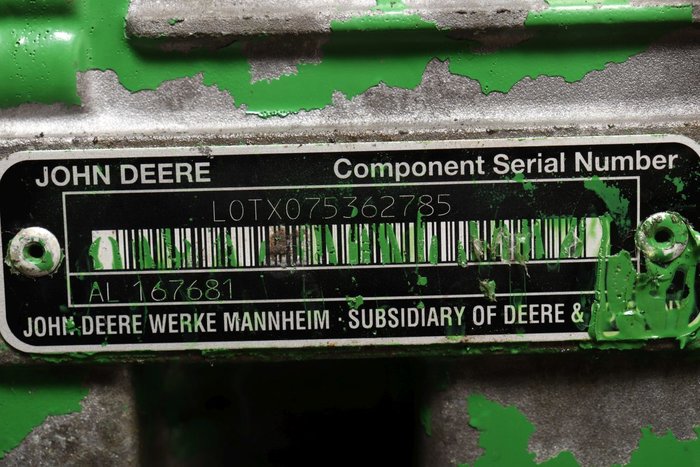 JOHN DEERE Component Serial Number
L0TX075362785
AL 167681
JOHN DEERE WERKE MANNHEIM · SUBSIDIARY OF DEERE &